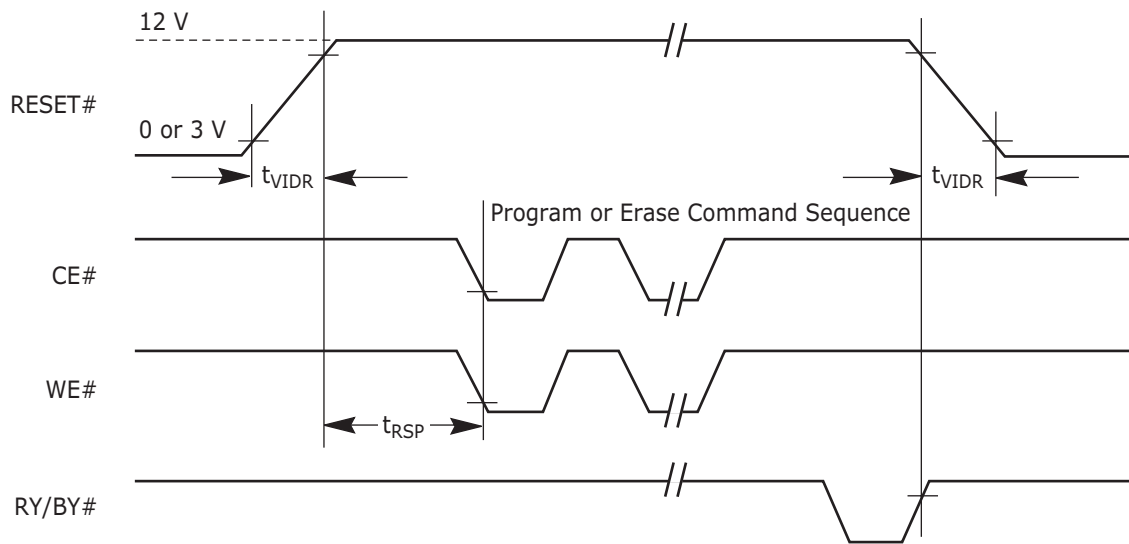 12 V
RESET#
0 or 3 V
tVIDR
tVIDR
Program or Erase Command Sequence
CE#
WE#
tRSP
RY/BY#